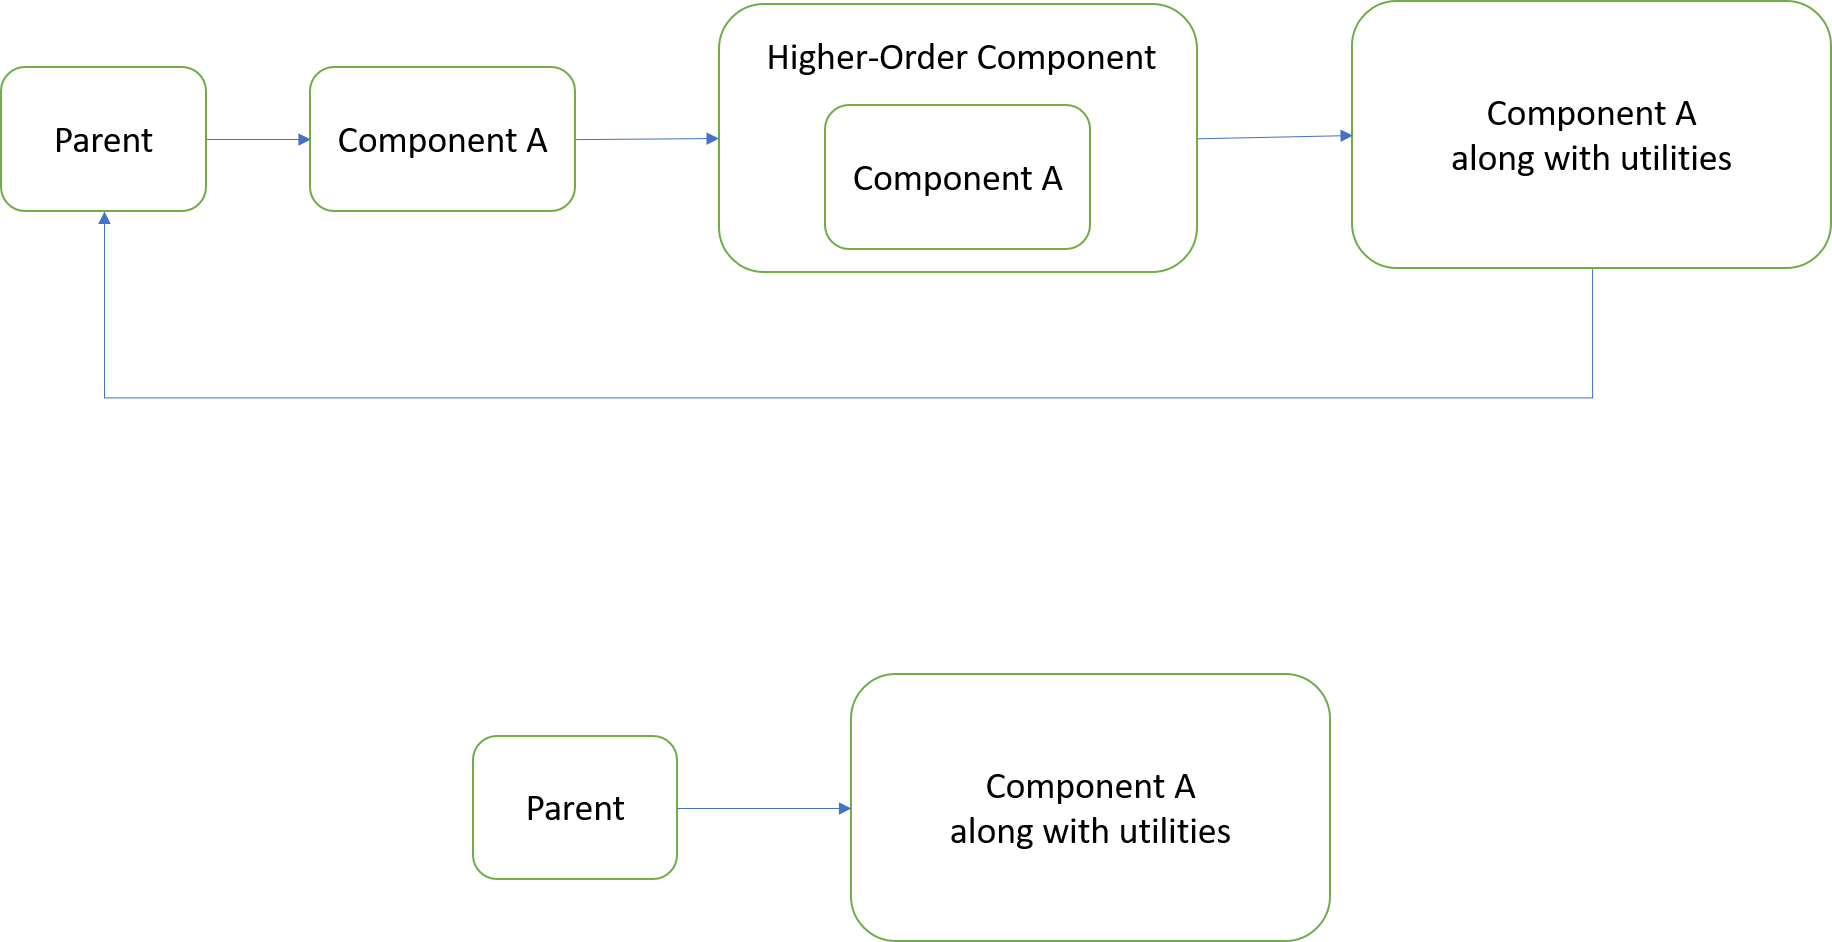 Parent
Component A
Higher-Order Component
Component A
Component A
along with utilities
Parent
Component A
along with utilities